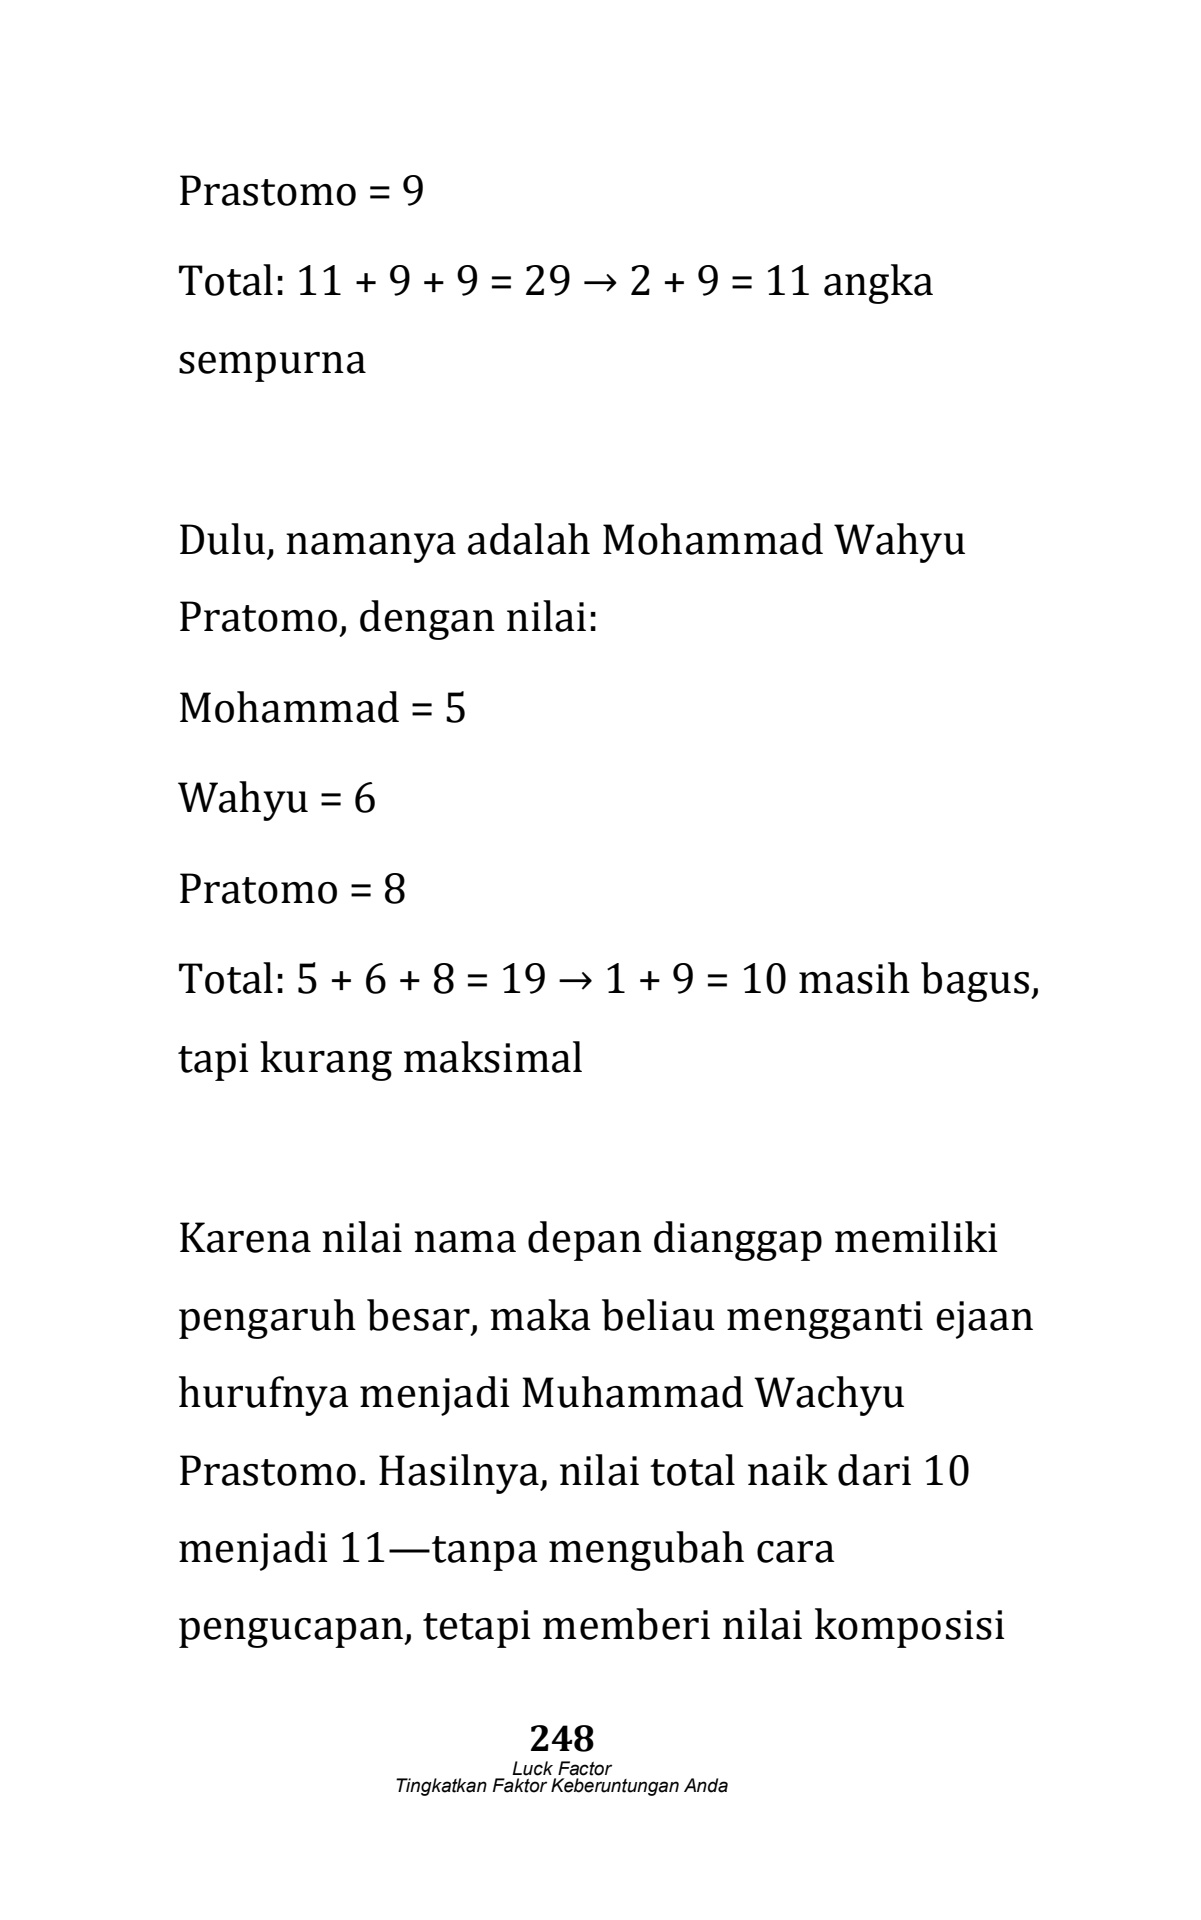 Prastomo = 9
Total: 11 + 9 + 9 = 29 → 2 + 9 = 11 angka
sempurna
Dulu, namanya adalah Mohammad Wahyu
Pratomo, dengan nilai:
Mohammad = 5
Wahyu = 6
Pratomo = 8
Total: 5 + 6 + 8 = 19 → 1 + 9 = 10 masih bagus,
tapi kurang maksimal
Karena nilai nama depan dianggap memiliki
pengaruh besar, maka beliau mengganti ejaan
hurufnya menjadi Muhammad Wachyu
Prastomo. Hasilnya, nilai total naik dari 10
menjadi 11—tanpa mengubah cara
pengucapan, tetapi memberi nilai komposisi
248
Luck Factor
Tingkatkan Faktor Keberuntungan Anda